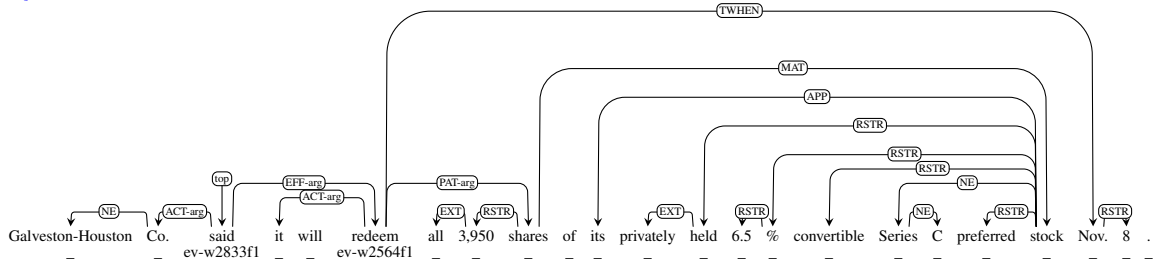 TWHEN
MAT
APP
RSTR
RSTR
RSTR
top EFF-arg PAT-arg NE
ACT-arg
NE ACT-arg EXT RSTR EXT RSTR NE RSTR RSTR
Galveston-Houston Co. said it will redeem all 3,950 shares of its privately held 6.5 % convertible Series C preferred stock Nov. 8 .
_ _ ev-w2833f1 _ _ ev-w2564f1 _ _ _ _ _ _ _ _ _ _ _ _ _ _ _ _ _